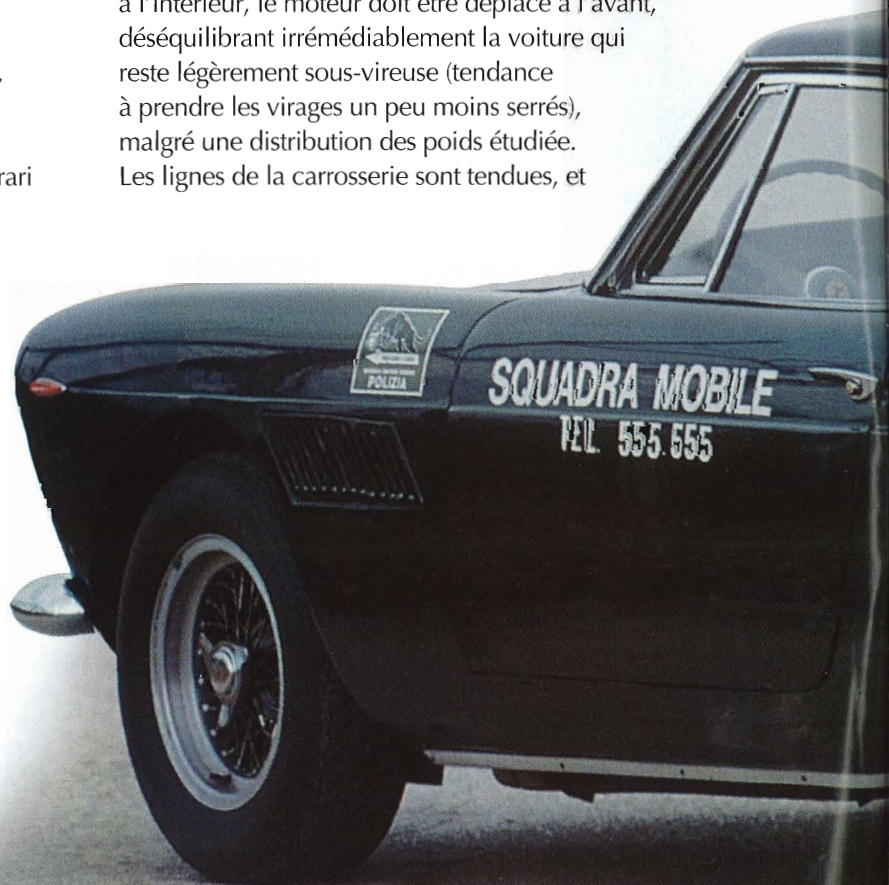 à l'intérieur, le moteur doit être déplacé à l'avant,
déséquilibrant irrémédiablement la voiture qui
reste légèrement sous-vireuse (tendance
à prendre les virages un peu moins serrés),
malgré une distribution des poids étudiée.
rari
Les lignes de la carrosserie sont tendues, et
POLIZIA
SQUADRA MOBILE
TEL. 555.555